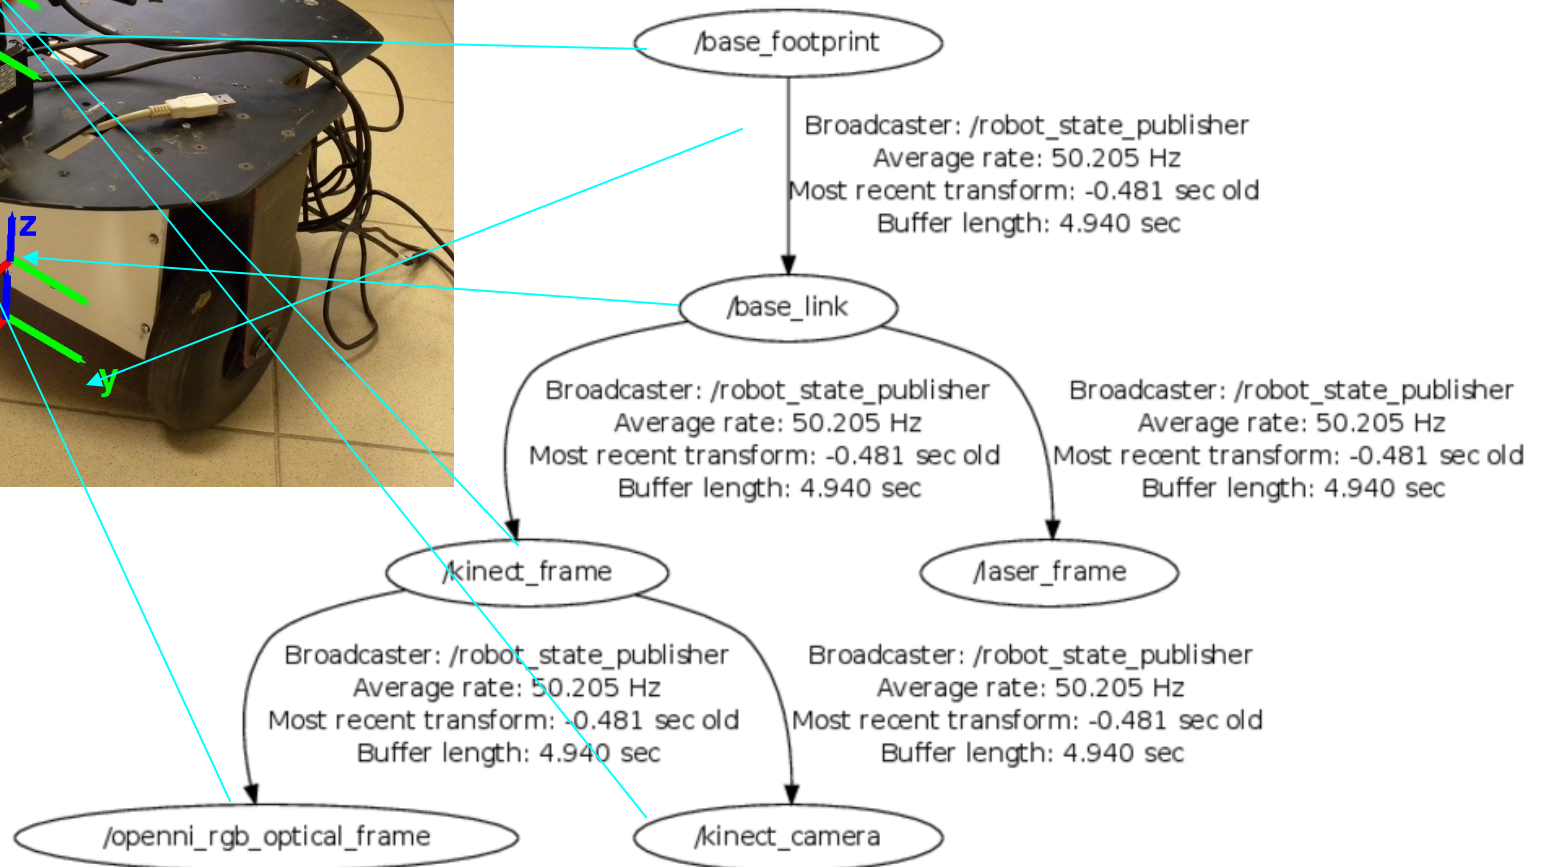 /base_footprint
Broadcaster: /robot_state_publisher
Average rate: 50.205 Hz
Most recent transform: -0.481 sec old
Buffer length: 4.940 sec
z
/base_link
y
Broadcaster: /robot_state_publisher
Average rate: 50.205 Hz
Most recent transform: -0.481 sec old
Buffer length: 4.940 sec
Broadcaster: /robot_state_publisher
Average rate: 50.205 Hz
Most recent transform: -0.481 sec old
Buffer length: 4.940 sec
/kinect_frame
/laser_frame
Broadcaster: /robot_state_publisher
Average rate: 50.205 Hz
Most recent transform: -0.481 sec old
Buffer length: 4.940 sec
Broadcaster: /robot_state_publisher
Average rate: 50.205 Hz
Most recent transform: -0.481 sec old
Buffer length: 4.940 sec
/openni_rgb_optical_frame
/kinect_camera